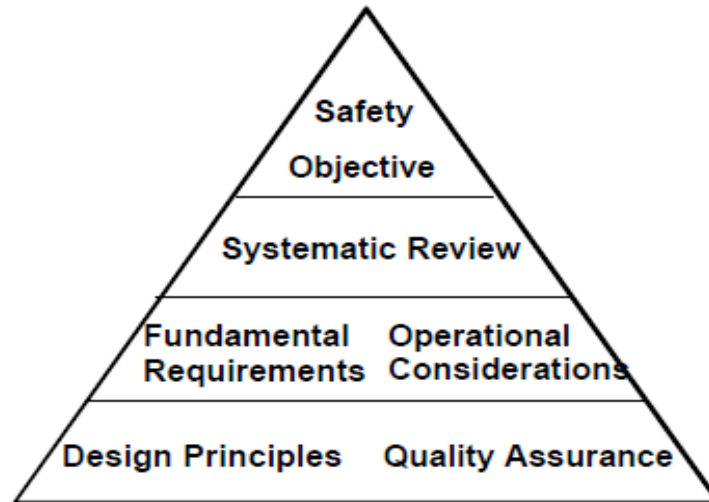 Safety
Objective
Systematic Review
Fundamental Operational
Requirements Considerations
Design Principles Quality Assurance